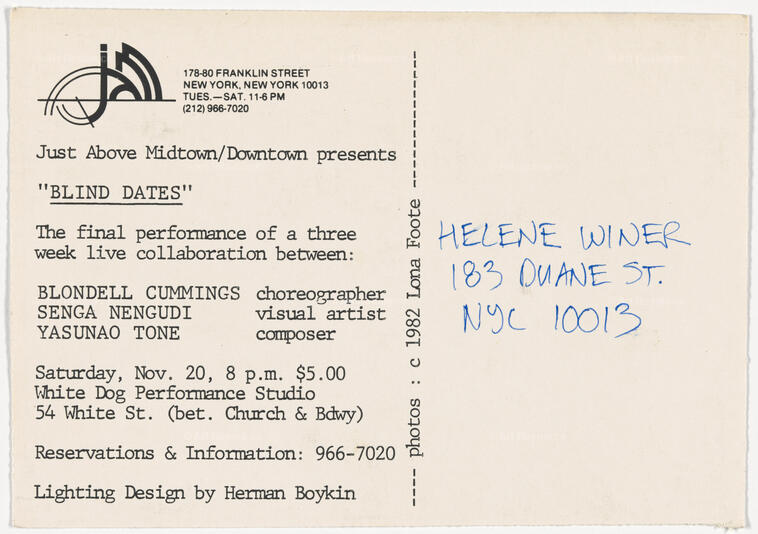 jam
178-80 FRANKLIN STREET
NEW YORK, NEW YORK 10013
TUES.—SAT. 11-6 PM
(212) 966-7020
Just Above Midtown/Downtown presents
"BLIND DATES"
The final performance of a three
week live collaboration between:
BLONDELL CUMMINGS choreographer
SENGA NENGUDI visual artist
YASUNAO TONE composer
Saturday, Nov. 20, 8 p.m. $5.00
White Dog Performance Studio
54 White St. (bet. Church & Bdwy)
Reservations & Information: 966-7020
Lighting Design by Herman Boykin
photos : c 1982 Lona Foote
HELENE WINER
183 DUANE ST.
NYC 10013